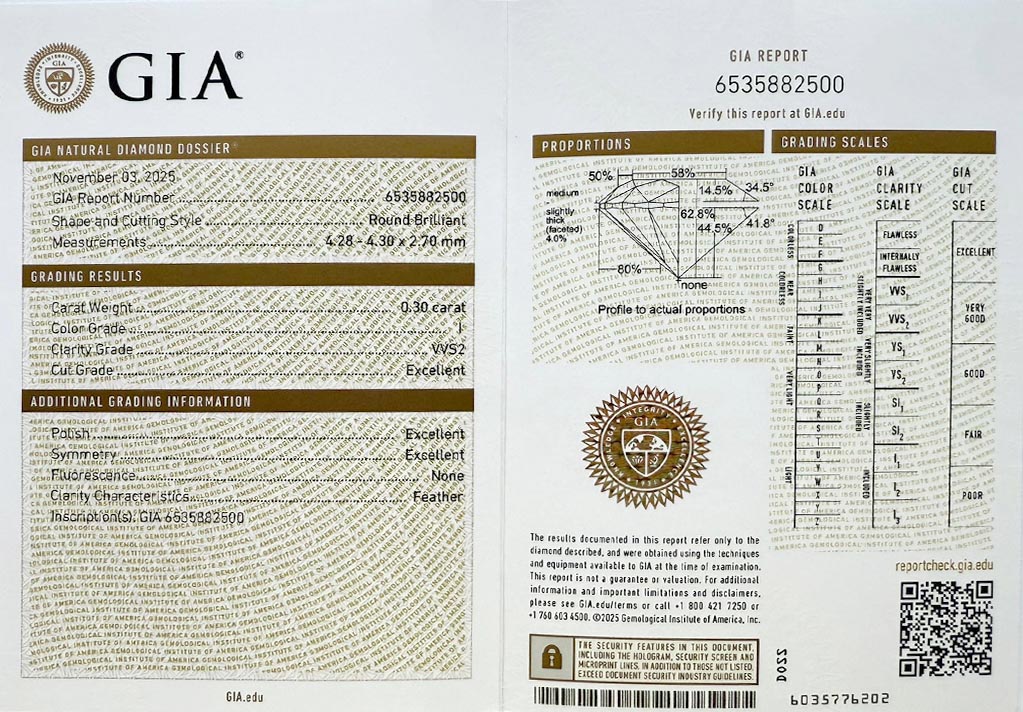 GIA®
GIA NATURAL DIAMOND DOSSIER®
November 03, 2025
GIA Report Number 6535882500
Shape and Cutting Style Round Brilliant
Measurements 4.28 - 4.30 x 2.70 mm
GRADING RESULTS
Carat Weight 0.30 carat
Color Grade I
Clarity Grade VVS2
Cut Grade Excellent
ADDITIONAL GRADING INFORMATION
Polish Excellent
Symmetry Excellent
Fluorescence None
Clarity Characteristics Feather
Inscription(s): GIA 6535882500
GIA.edu
GIA REPORT
6535882500
Verify this report at GIA.edu
PROPORTIONS
50%
58%
14.5%
34.5°
medium
-
slightly
thick
(faceted)
4.0%
62.8%
44.5%
41.8°
80%
none
Profile to actual proportions
GIA
INTEGRITY
KNOWLEDGE
1931
The results documented in this report refer only to the
diamond described, and were obtained using the techniques
and equipment available to GIA at the time of examination.
This report is not a guarantee or valuation. For additional
information and important limitations and disclaimers,
please see GIA.edu/terms or call +1 800 421 7250 or
+1 760 603 4500. ©2025 Gemological Institute of America, Inc.
THE SECURITY FEATURES IN THIS DOCUMENT,
INCLUDING THE HOLOGRAM, SECURITY SCREEN AND
MICROPRINT LINES, IN ADDITION TO THOSE NOT LISTED,
EXCEED DOCUMENT SECURITY INDUSTRY GUIDELINES.
GRADING SCALES
GIA
COLOR
SCALE
COLORLESS
D
E
F
NEAR
COLORLESS
G
H
I
J
FAINT
K
L
M
VERY LIGHT
N
O
P
Q
R
LIGHT
S
T
U
V
W
X
Y
Z
GIA
CLARITY
SCALE
FLAWLESS
INTERNALLY
FLAWLESS
VERY VERY
SLIGHTLY INCLUDED
VVS1
VVS2
VERY SLIGHTLY
INCLUDED
VS1
VS2
SLIGHTLY
INCLUDED
SI1
SI2
INCLUDED
I1
I2
I3
GIA
CUT
SCALE
EXCELLENT
VERY
GOOD
GOOD
FAIR
POOR
reportcheck.gia.edu
DO22
6035776202